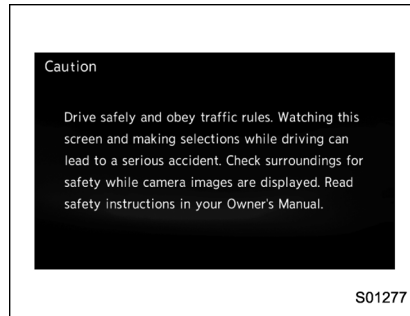 Caution
Drive safely and obey traffic rules. Watching this
screen and making selections while driving can
lead to a serious accident. Check surroundings for
safety while camera images are displayed. Read
safety instructions in your Owner's Manual.
S01277